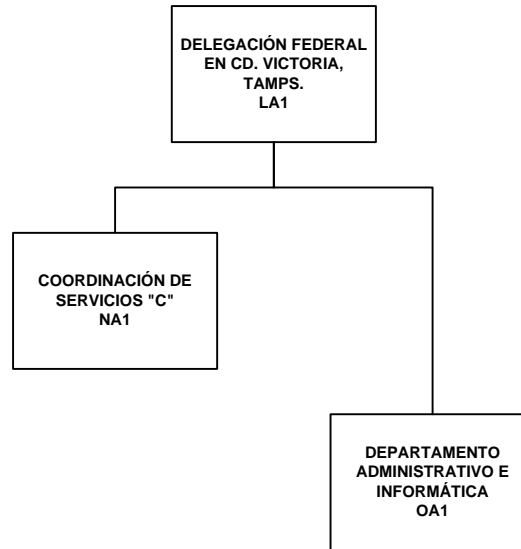 DELEGACIÓN FEDERAL
EN CD. VICTORIA,
TAMPS.
LA1
COORDINACIÓN DE
SERVICIOS "C"
NA1
DEPARTAMENTO
ADMINISTRATIVO E
INFORMÁTICA
OA1